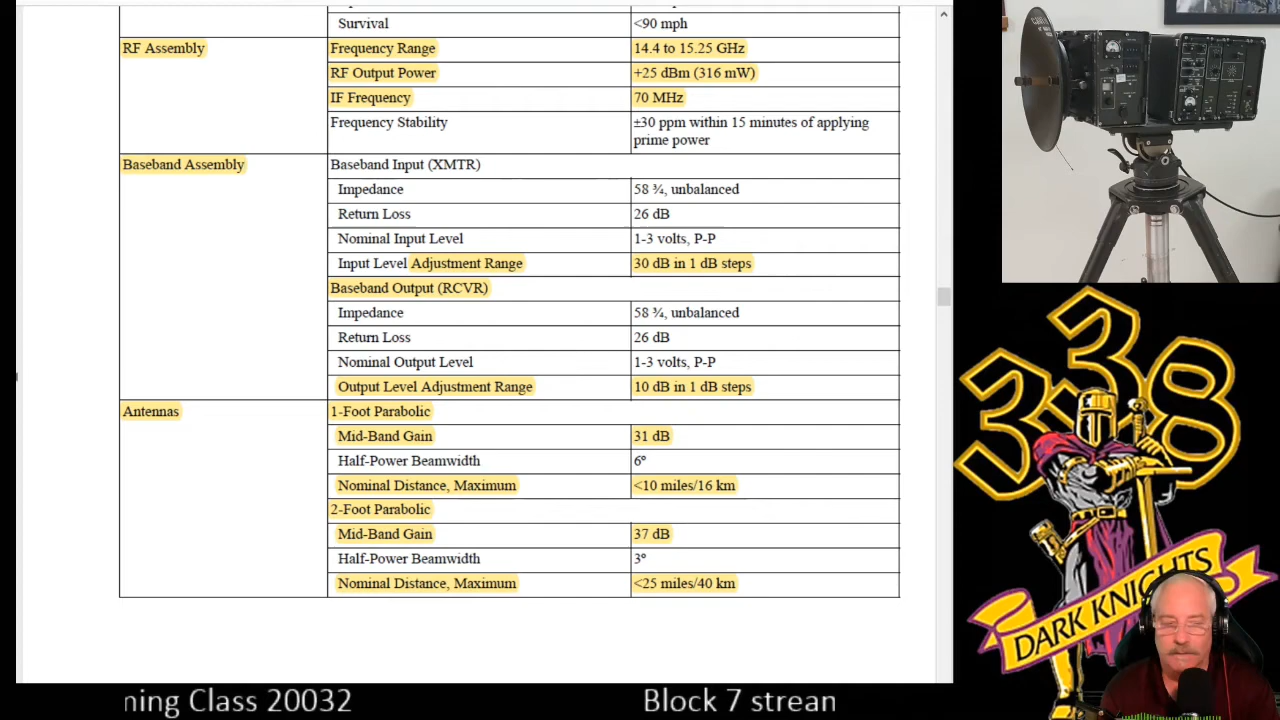 Survival <90 mph
RF Assembly Frequency Range 14.4 to 15.25 GHz
RF Output Power +25 dBm (316 mW)
IF Frequency 70 MHz
Frequency Stability ±30 ppm within 15 minutes of applying
prime power
Baseband Assembly Baseband Input (XMTR)
Impedance 58 ¾, unbalanced
Return Loss 26 dB
Nominal Input Level 1-3 volts, P-P
Input Level Adjustment Range 30 dB in 1 dB steps
Baseband Output (RCVR)
Impedance 58 ¾, unbalanced
Return Loss 26 dB
Nominal Output Level 1-3 volts, P-P
Output Level Adjustment Range 10 dB in 1 dB steps
Antennas 1-Foot Parabolic
Mid-Band Gain 31 dB
Half-Power Beamwidth 6º
Nominal Distance, Maximum <10 miles/16 km
2-Foot Parabolic
Mid-Band Gain 37 dB
Half-Power Beamwidth 3º
Nominal Distance, Maximum <25 miles/40 km
338
DARK KNIGHTS
ning Class 20032 Block 7 strean